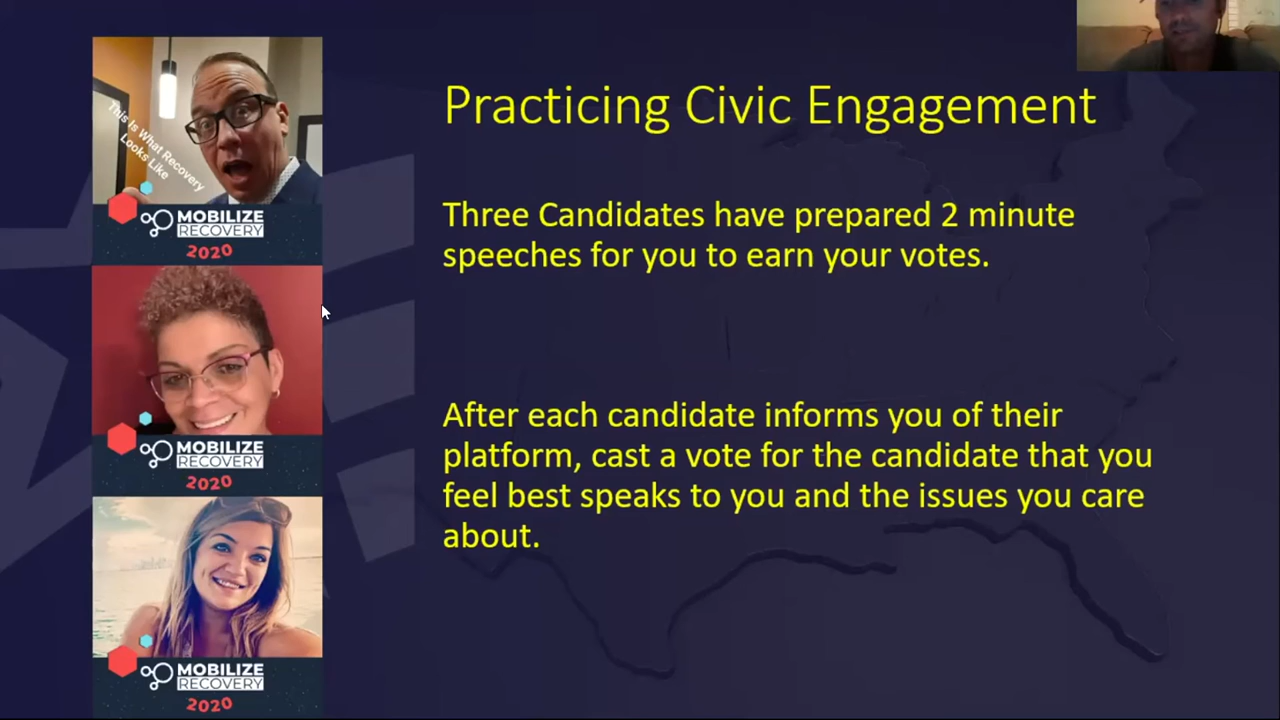 This Is What Recovery
Looks Like
MOBILIZE
RECOVERY
2020
MOBILIZE
RECOVERY
2020
MOBILIZE
RECOVERY
2020
Practicing Civic Engagement
Three Candidates have prepared 2 minute
speeches for you to earn your votes.
After each candidate informs you of their
platform, cast a vote for the candidate that you
feel best speaks to you and the issues you care
about.